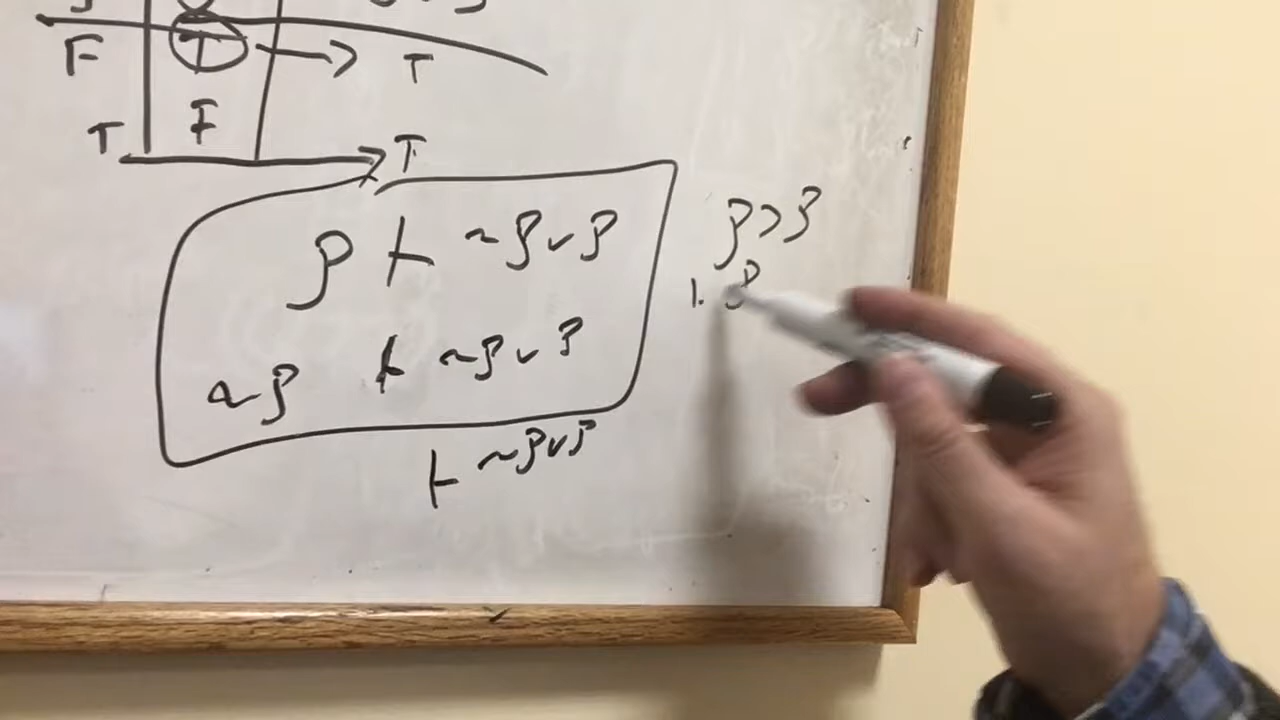 F T → T
T F → T
p ⊢ ~p∨p
p⊃p
1. p
~p ⊢ ~p∨p
⊢ ~p∨p